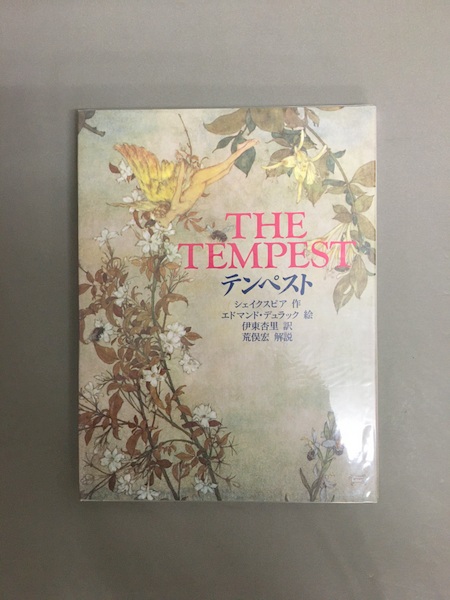 THE
TEMPEST
テンペスト
シェイクスピア 作
エドマンド・デュラック 絵
伊東杏里 訳
荒俣宏 解説